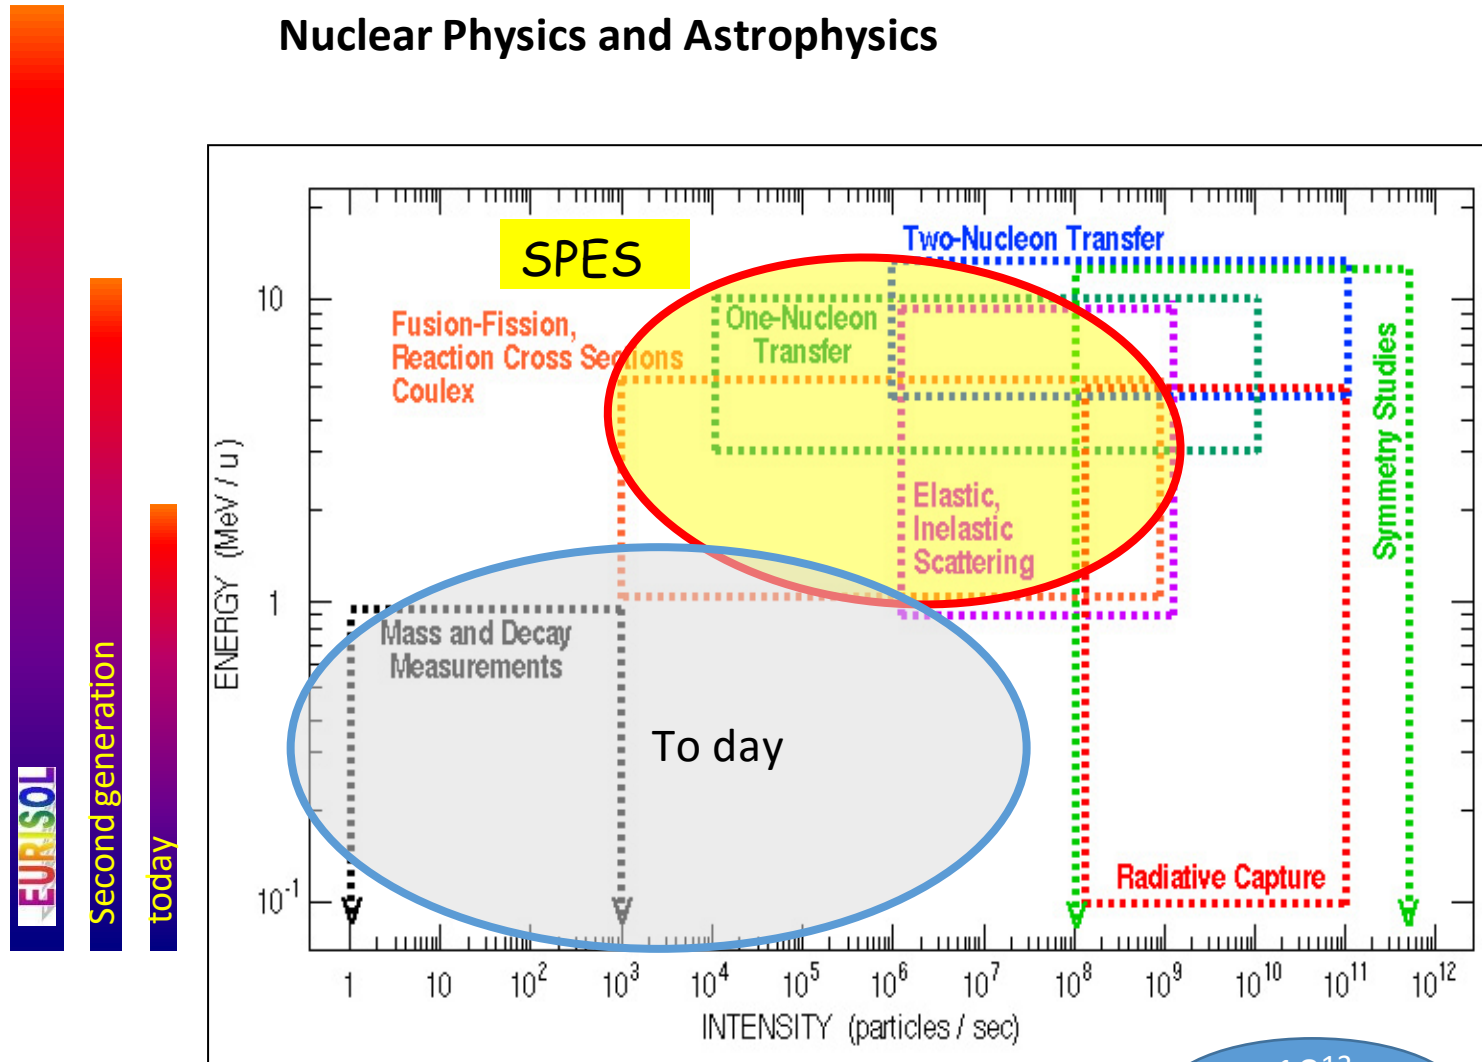 Nuclear Physics and Astrophysics
EURISOL
Second generation
today
SPES
Two-Nucleon Transfer
Fusion-Fission,
Reaction Cross Sections
Coulex
One-Nucleon
Transfer
Elastic,
Inelastic
Scattering
Symmetry Studies
Mass and Decay
Measurements
To day
Radiative Capture
ENERGY (MeV / u)
10
1
10⁻¹
1 10 10² 10³ 10⁴ 10⁵ 10⁶ 10⁷ 10⁸ 10⁹ 10¹⁰ 10¹¹ 10¹²
INTENSITY (particles / sec)